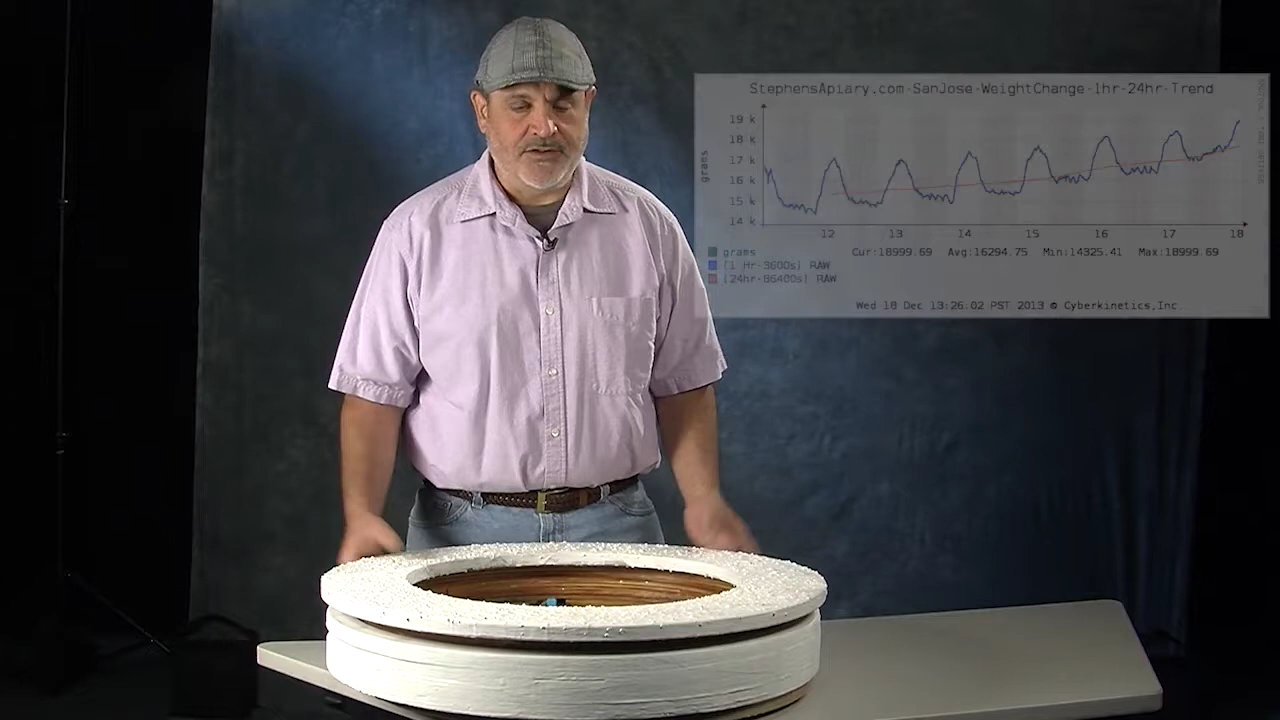 StephensApiary.com-SanJose-WeightChange-1hr-24hr-Trend
19 k
18 k
17 k
16 k
15 k
14 k
grams
12 13 14 15 16 17 18
grams Cur:18999.69 Avg:16294.75 Min:14325.41 Max:18999.69
[1 Hr-3600s] RAW
[24hr-86400s] RAW
Wed 18 Dec 13:26:02 PST 2013 © Cyberkinetics,Inc